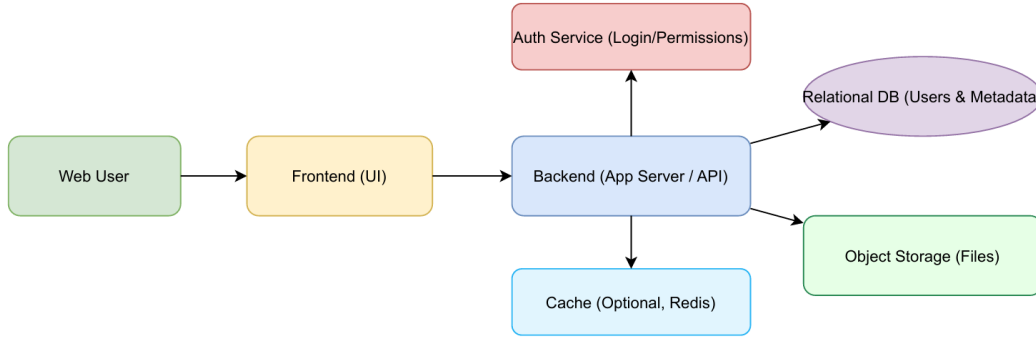 Auth Service (Login/Permissions)
Relational DB (Users & Metadata
Web User
Frontend (UI)
Backend (App Server / API)
Object Storage (Files)
Cache (Optional, Redis)